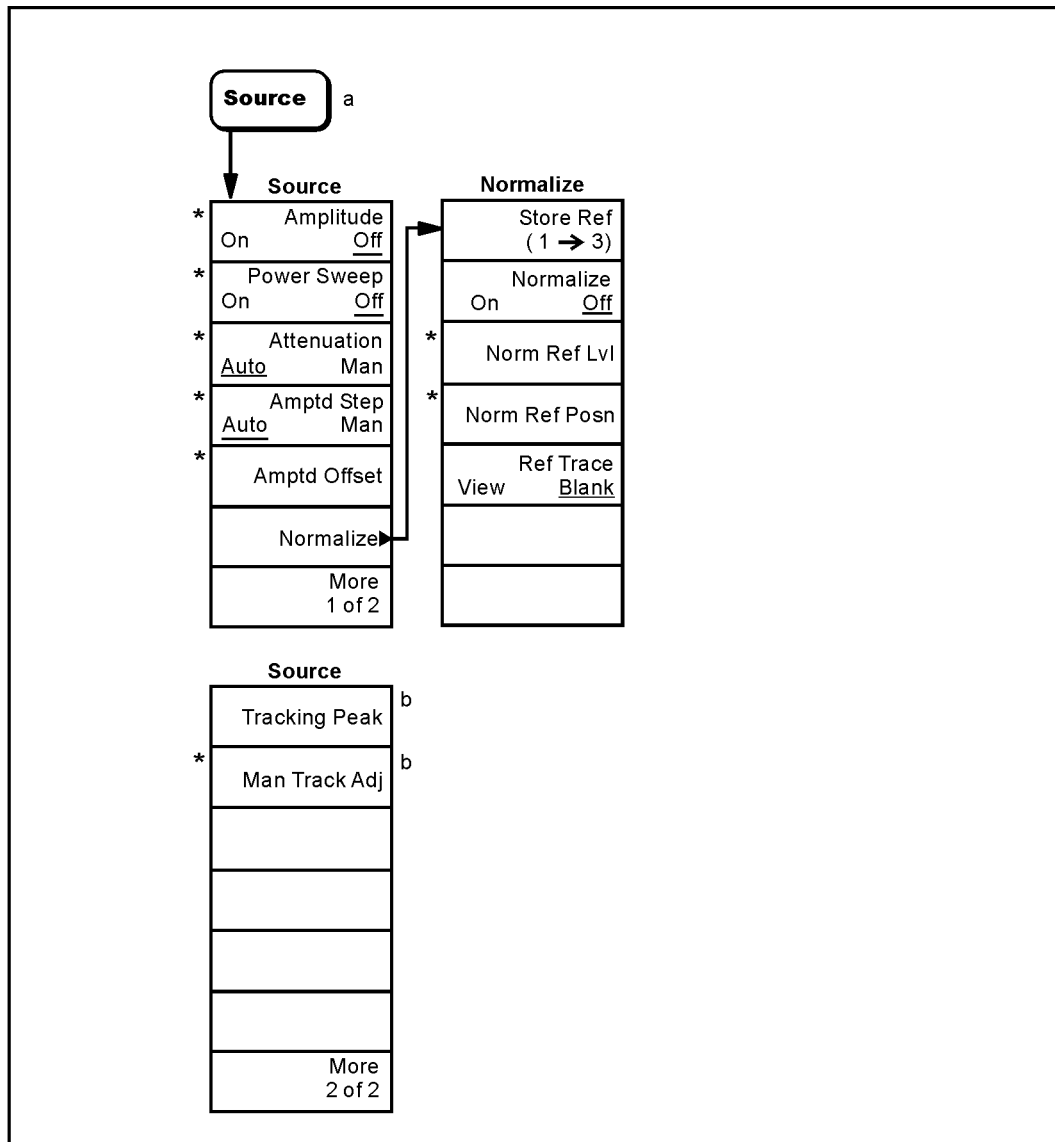 Source a
Source
* Amplitude
On Off
* Power Sweep
On Off
* Attenuation
Auto Man
* Amptd Step
Auto Man
* Amptd Offset
Normalize
More
1 of 2
Normalize
Store Ref
( 1 → 3)
Normalize
On Off
* Norm Ref Lvl
* Norm Ref Posn
Ref Trace
View Blank
Source
Tracking Peak b
* Man Track Adj b
More
2 of 2